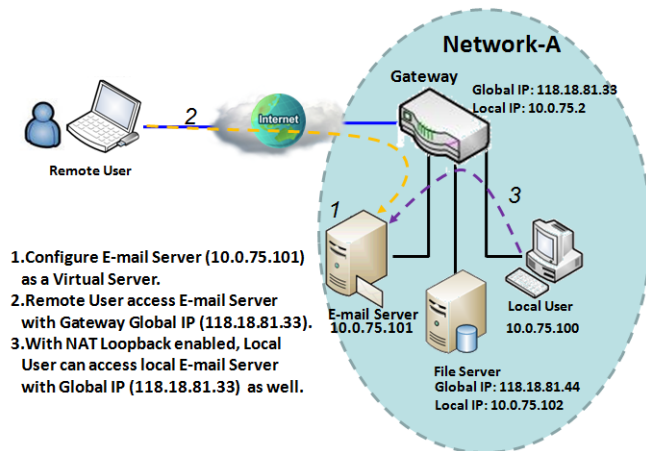 Network-A
Gateway
Global IP: 118.18.81.33
Local IP: 10.0.75.2
2
Internet
Remote User
1
3
E-mail Server
10.0.75.101
Local User
10.0.75.100
File Server
Global IP: 118.18.81.44
Local IP: 10.0.75.102
1.Configure E-mail Server (10.0.75.101)
as a Virtual Server.
2.Remote User access E-mail Server
with Gateway Global IP (118.18.81.33).
3.With NAT Loopback enabled, Local
User can access local E-mail Server
with Global IP (118.18.81.33) as well.